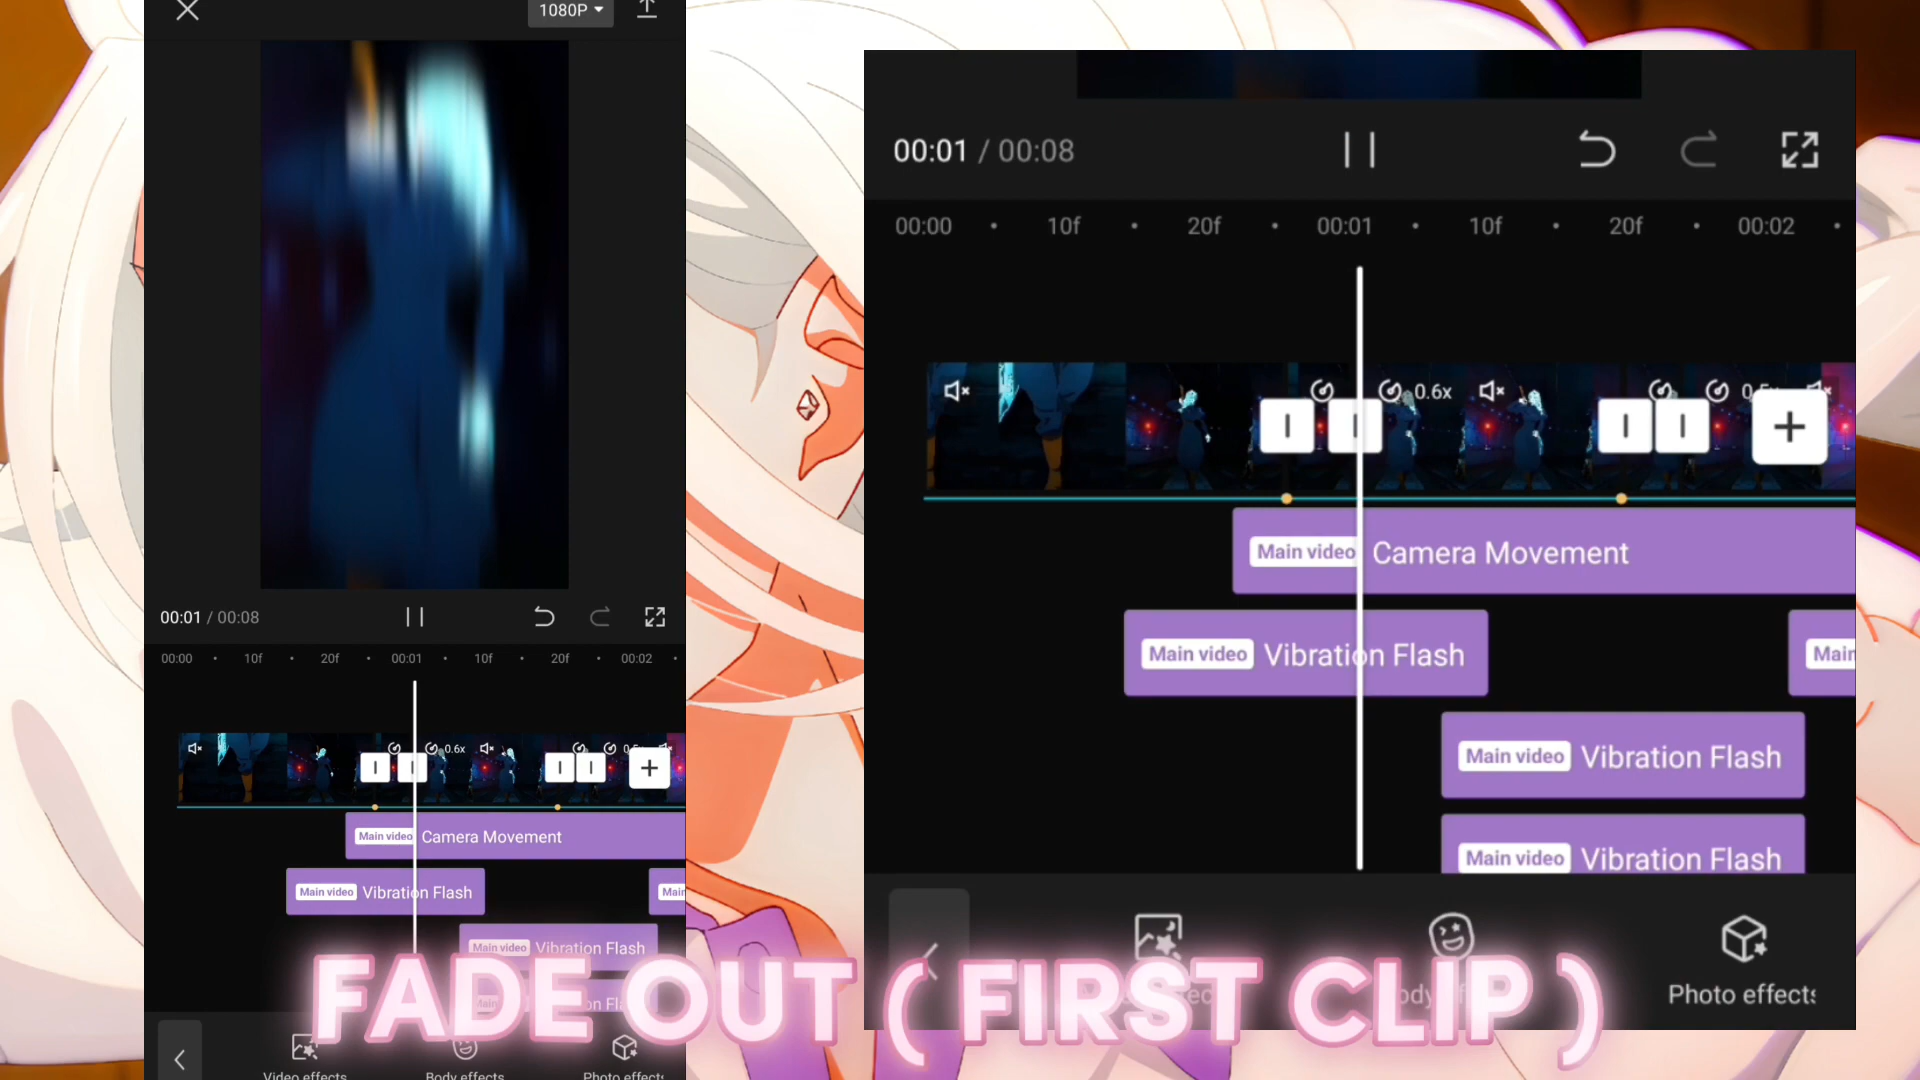 1080P
00:01 / 00:08
00:00 10f 20f 00:01 10f 20f 00:02
0.6x
Main video Camera Movement
Main video Vibration Flash
Main
Main video Vibration Flash
Video effects Body effects Photo effects
00:01 / 00:08
00:00 10f 20f 00:01 10f 20f 00:02
0.6x
Main video Camera Movement
Main video Vibration Flash
Main
Main video Vibration Flash
Main video Vibration Flash
Photo effects
FADE OUT ( FIRST CLIP )